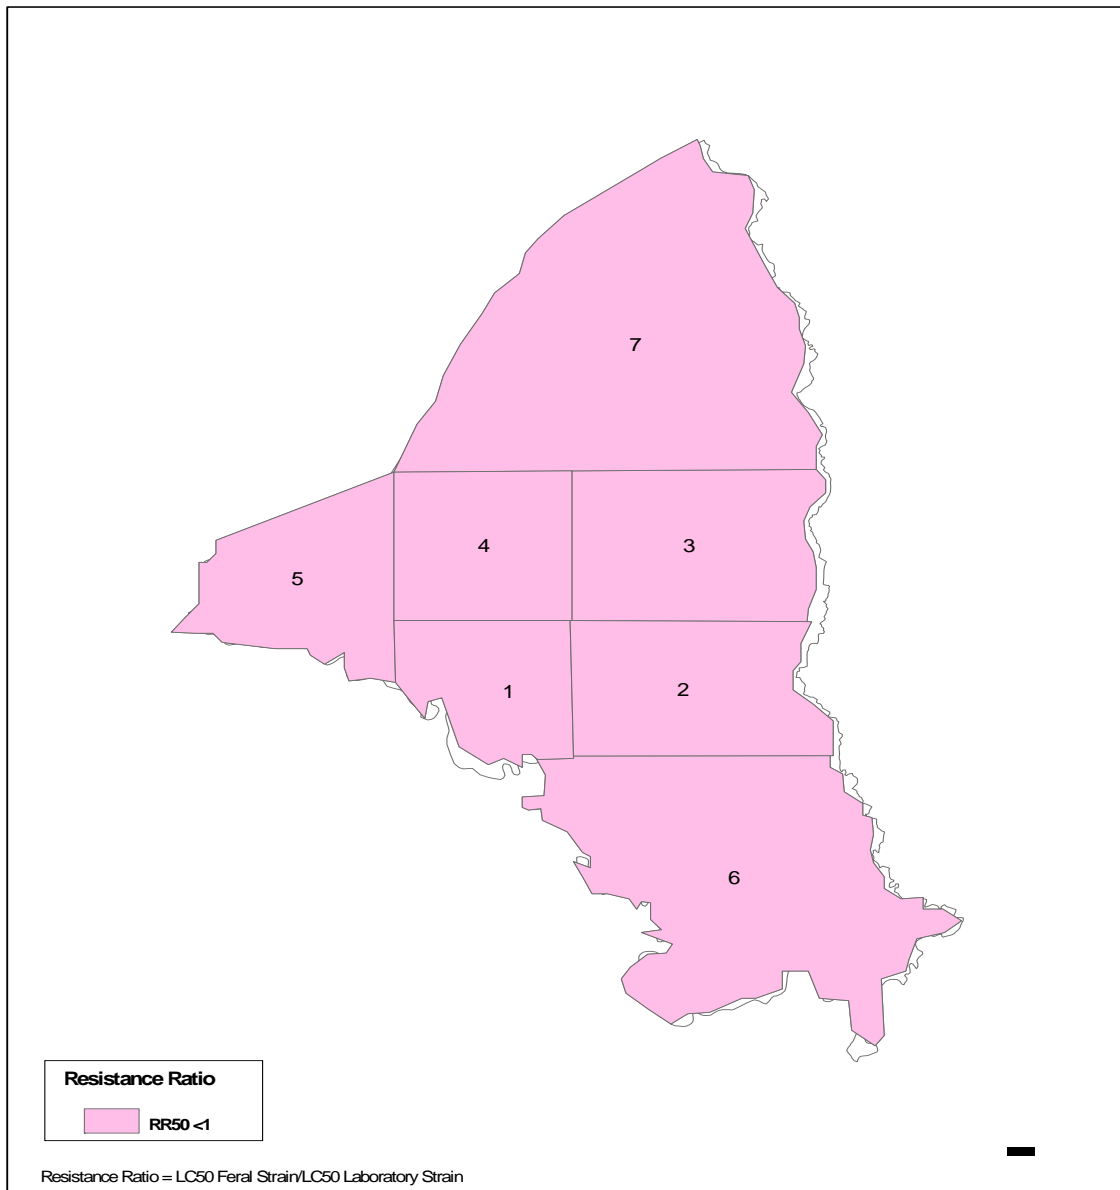 7
4
3
5
1
2
6
Resistance Ratio
RR50 <1
Resistance Ratio = LC50 Feral Strain/LC50 Laboratory Strain